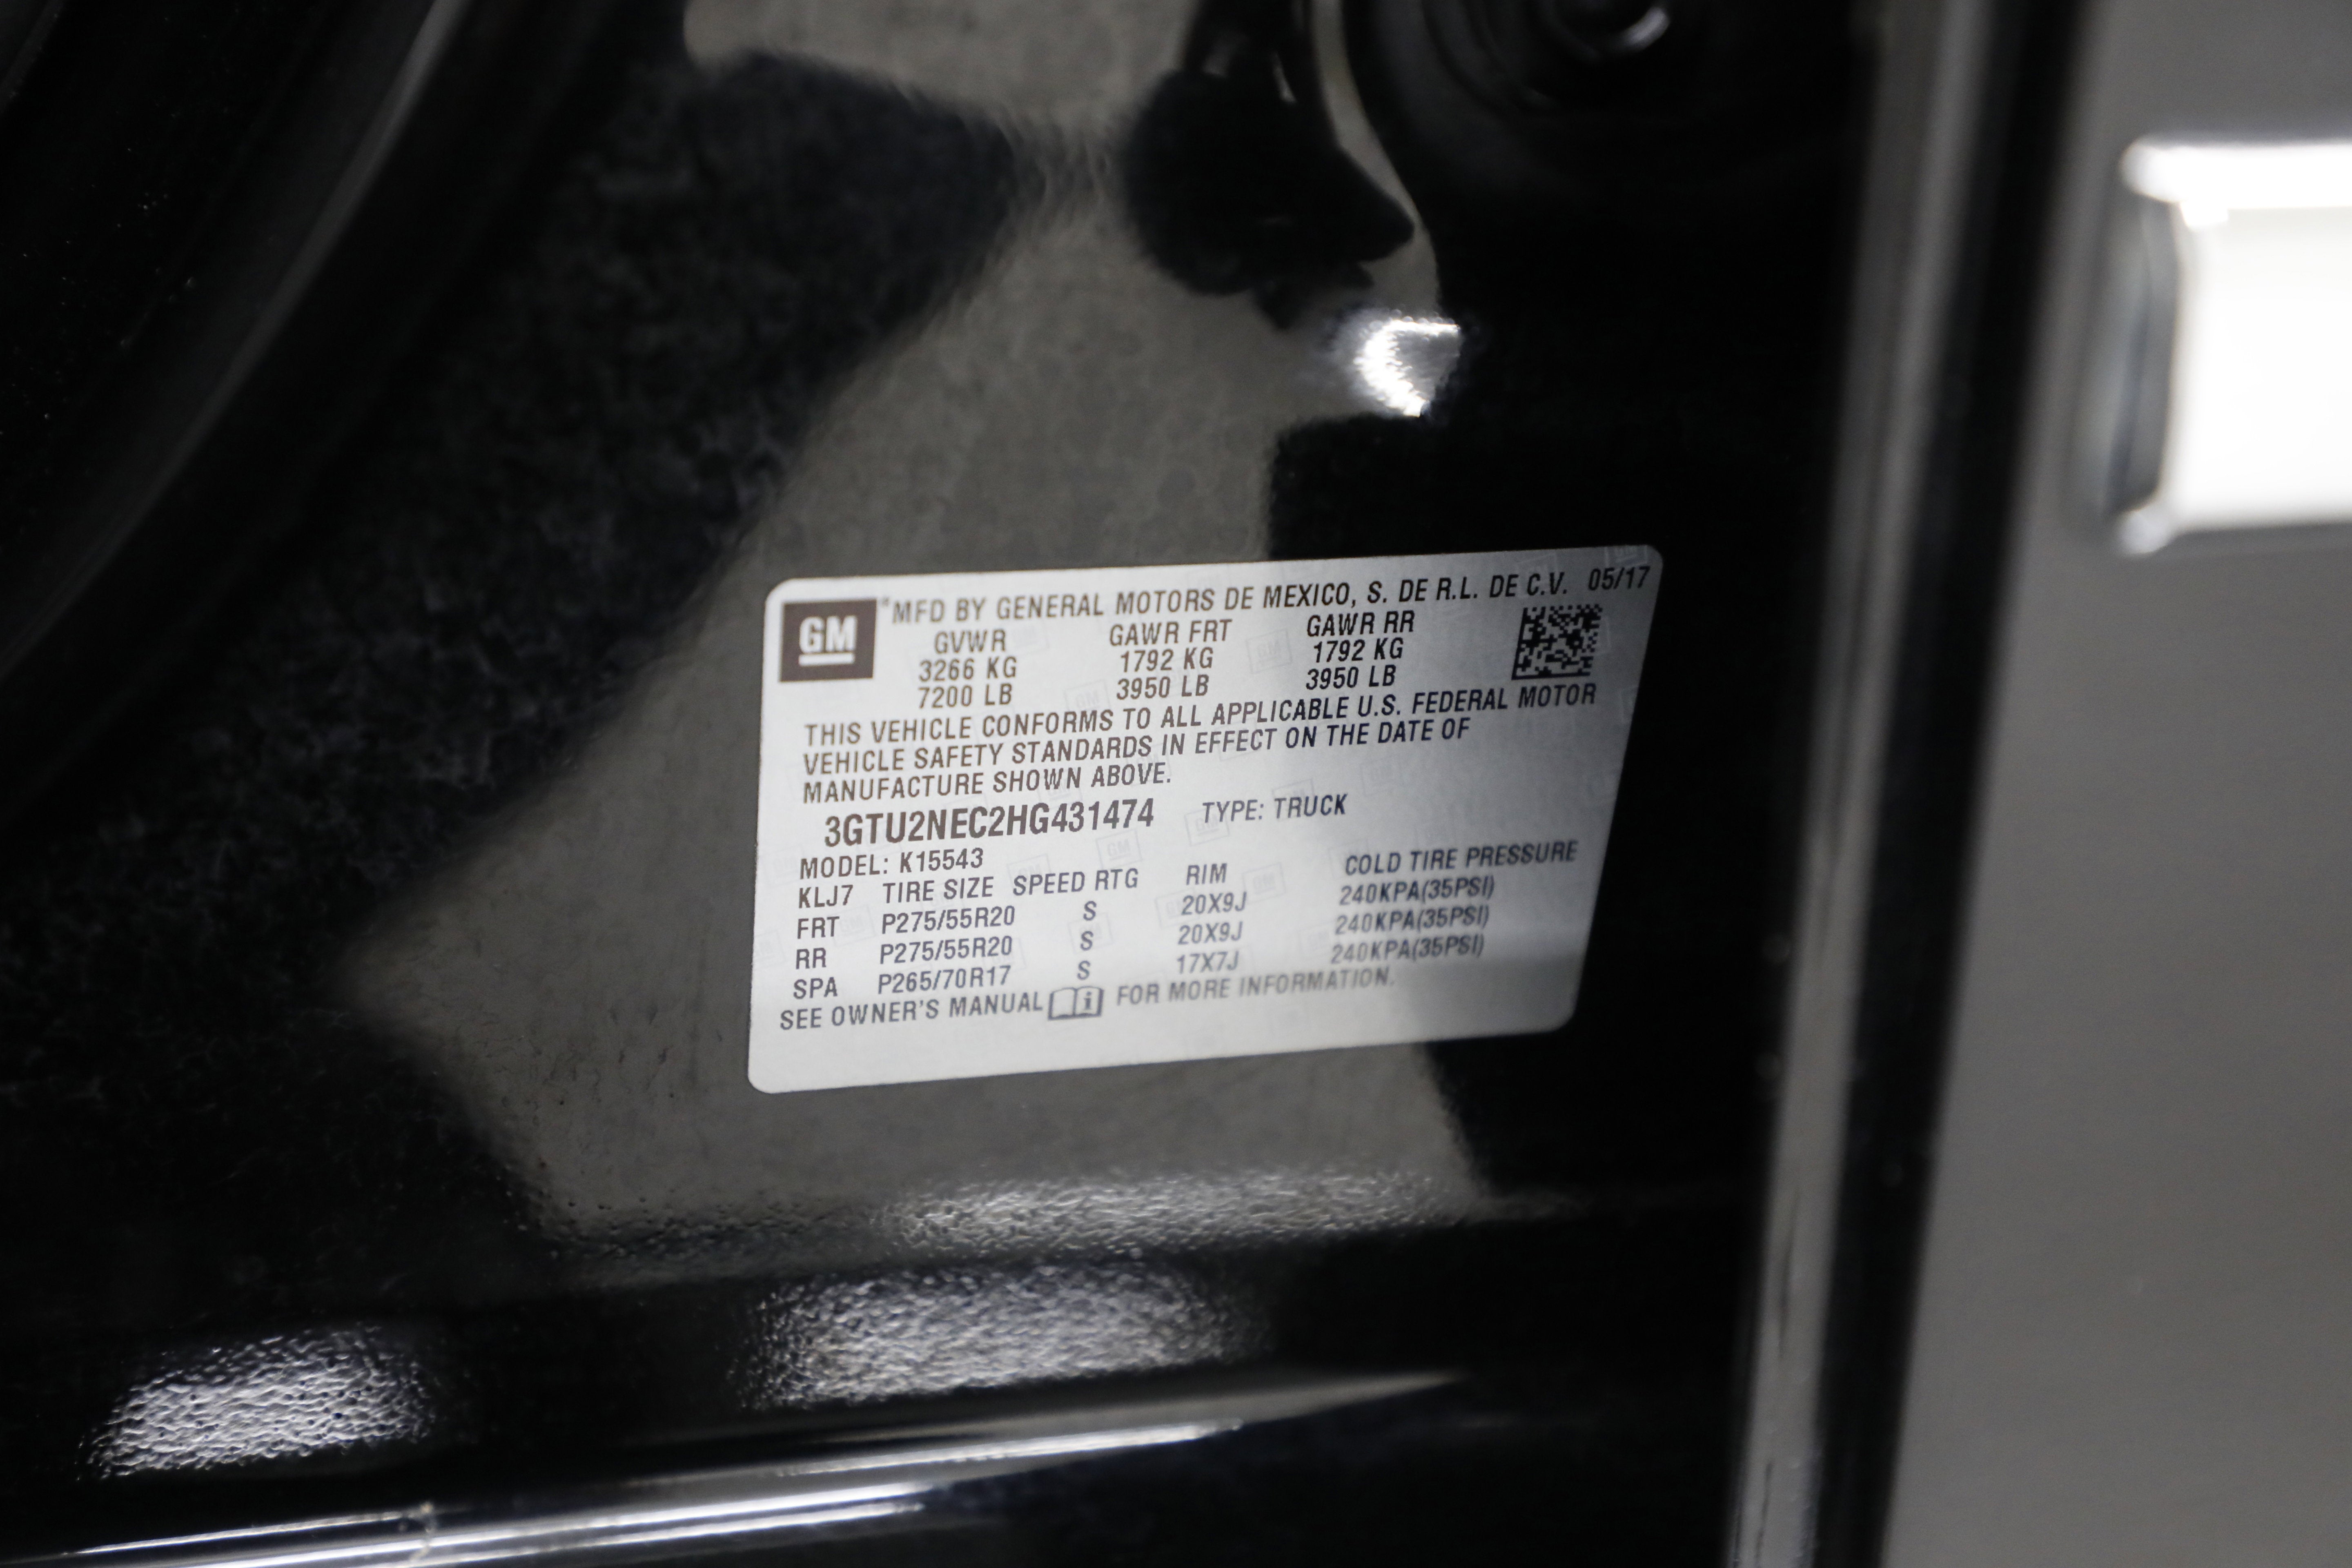 GM
MFD BY GENERAL MOTORS DE MEXICO, S. DE R.L. DE C.V. 05/17
GVWR GAWR FRT GAWR RR
3266 KG 1792 KG 1792 KG
7200 LB 3950 LB 3950 LB
THIS VEHICLE CONFORMS TO ALL APPLICABLE U.S. FEDERAL MOTOR
VEHICLE SAFETY STANDARDS IN EFFECT ON THE DATE OF
MANUFACTURE SHOWN ABOVE.
3GTU2NEC2HG431474 TYPE: TRUCK
MODEL: K15543
KLJ7 TIRE SIZE SPEED RTG RIM COLD TIRE PRESSURE
FRT P275/55R20 S 20X9J 240KPA(35PSI)
RR P275/55R20 S 20X9J 240KPA(35PSI)
SPA P265/70R17 S 17X7J 240KPA(35PSI)
SEE OWNER'S MANUAL i FOR MORE INFORMATION.